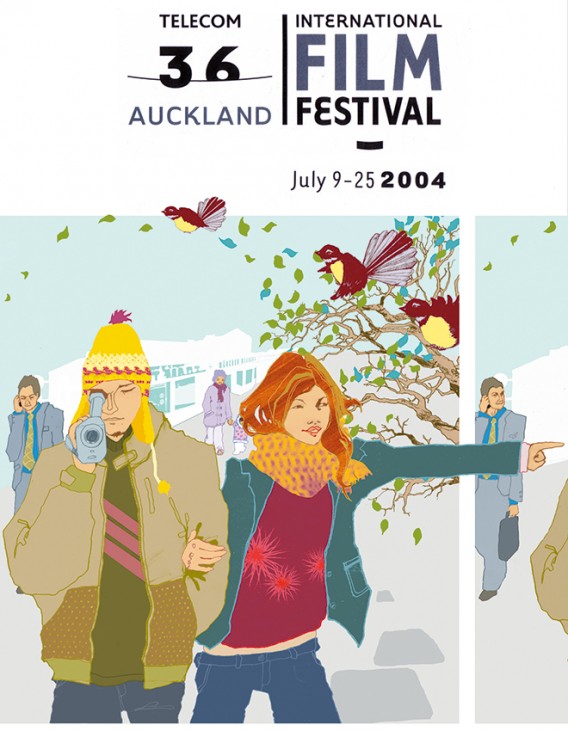 TELECOM
36
AUCKLAND
INTERNATIONAL
FILM
FESTIVAL
July 9-25 2004